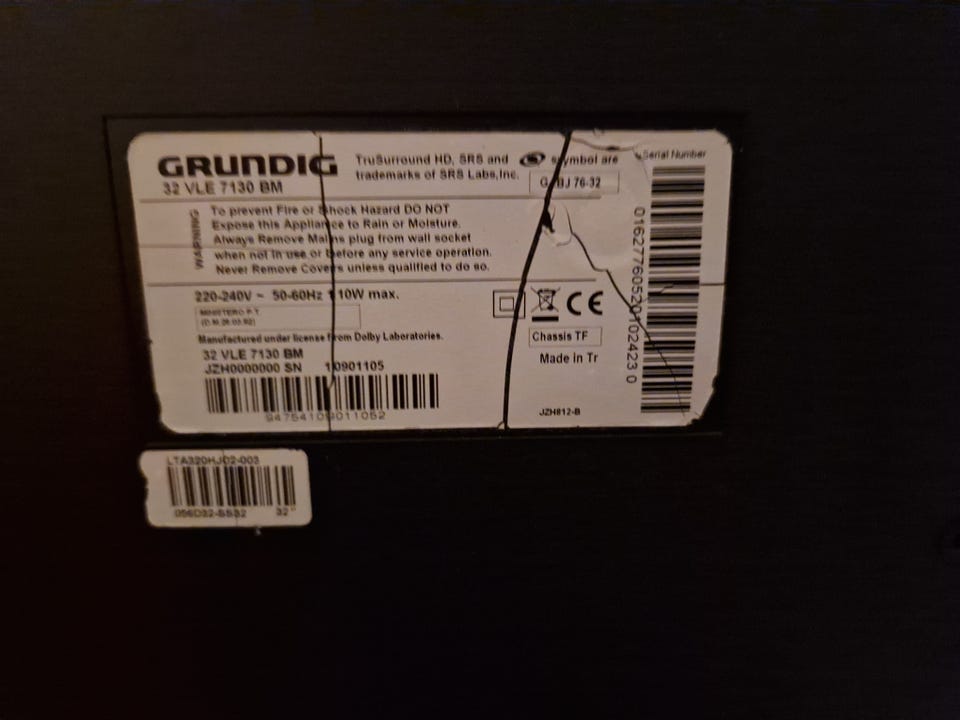 GRUNDIG
32 VLE 7130 BM
TruSurround HD, SRS and symbol are
trademarks of SRS Labs,Inc.
G BJ 76-32
Serial Number
WARNING
To prevent Fire or Shock Hazard DO NOT
Expose this Appliance to Rain or Moisture.
Always Remove Mains plug from wall socket
when not in use or before any service operation.
Never Remove Covers unless qualified to do so.
220-240V ~ 50-60Hz 110W max.
MINISTERO P.T.
Manufactured under license from Dolby Laboratories.
32 VLE 7130 BM
JZH0000000 SN 10901105
CE
Chassis TF
Made in Tr
JZH812-B
LTA320HJ02-003
32"